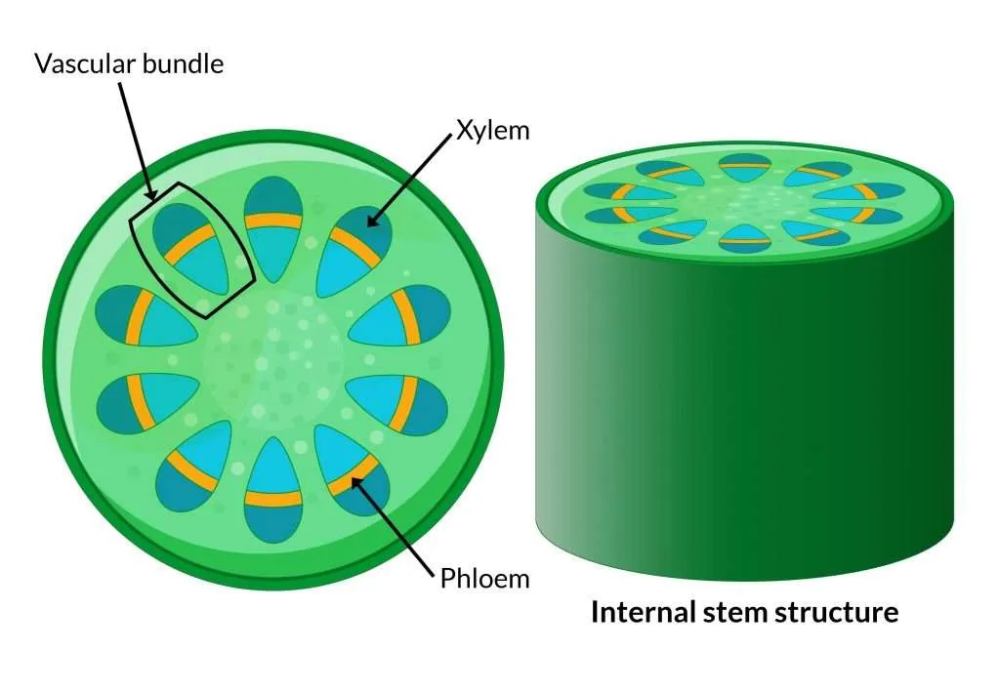 Vascular bundle
Xylem
Phloem
Internal stem structure